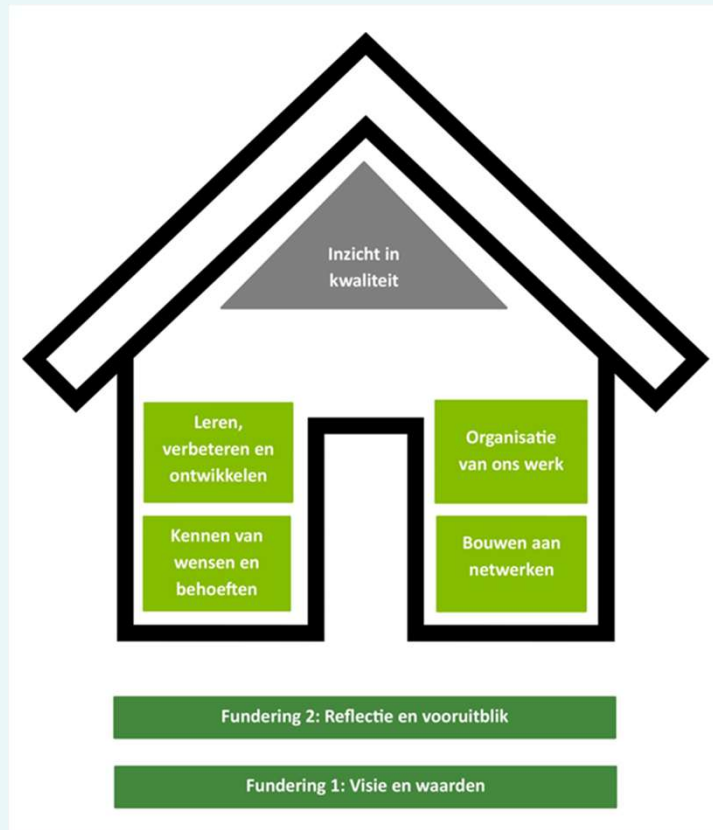 Inzicht in
kwaliteit
Leren,
verbeteren en
ontwikkelen
Organisatie
van ons werk
Kennen van
wensen en
behoeften
Bouwen aan
netwerken
Fundering 2: Reflectie en vooruitblik
Fundering 1: Visie en waarden